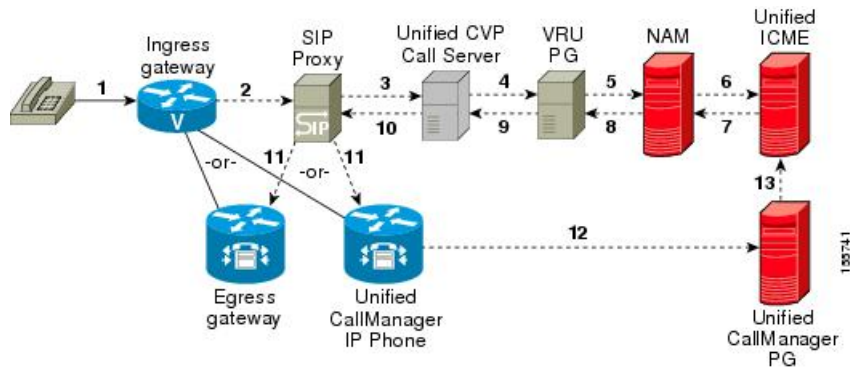 Ingress
gateway
SIP
Proxy
Unified CVP
Call Server
VRU
PG
NAM
Unified
ICME
1
2
3
4
5
6
10
9
8
7
V
SIP
-or-
11
-or-
11
13
12
Egress
gateway
Unified
CallManager
IP Phone
Unified
CallManager
PG
155741